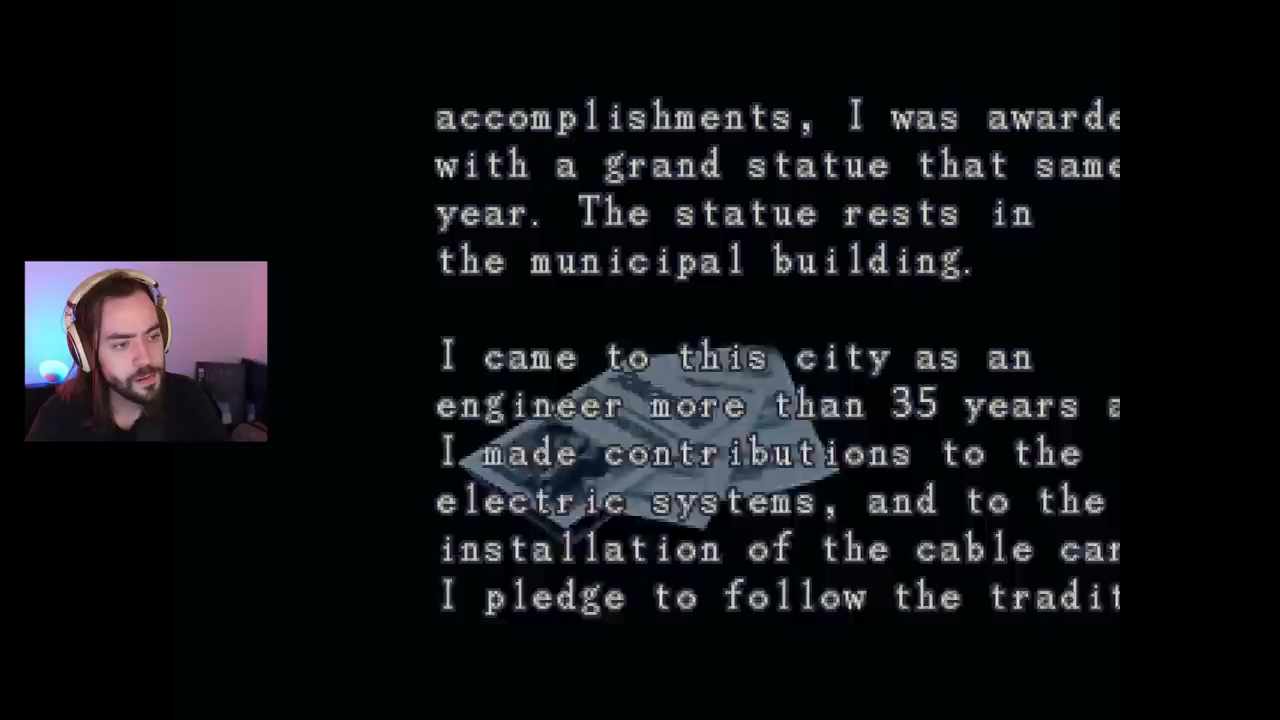 accomplishments, I was awarde
with a grand statue that same
year. The statue rests in
the municipal building.
I came to this city as an
engineer more than 35 years a
I made contributions to the
electric systems, and to the
installation of the cable car
I pledge to follow the tradit